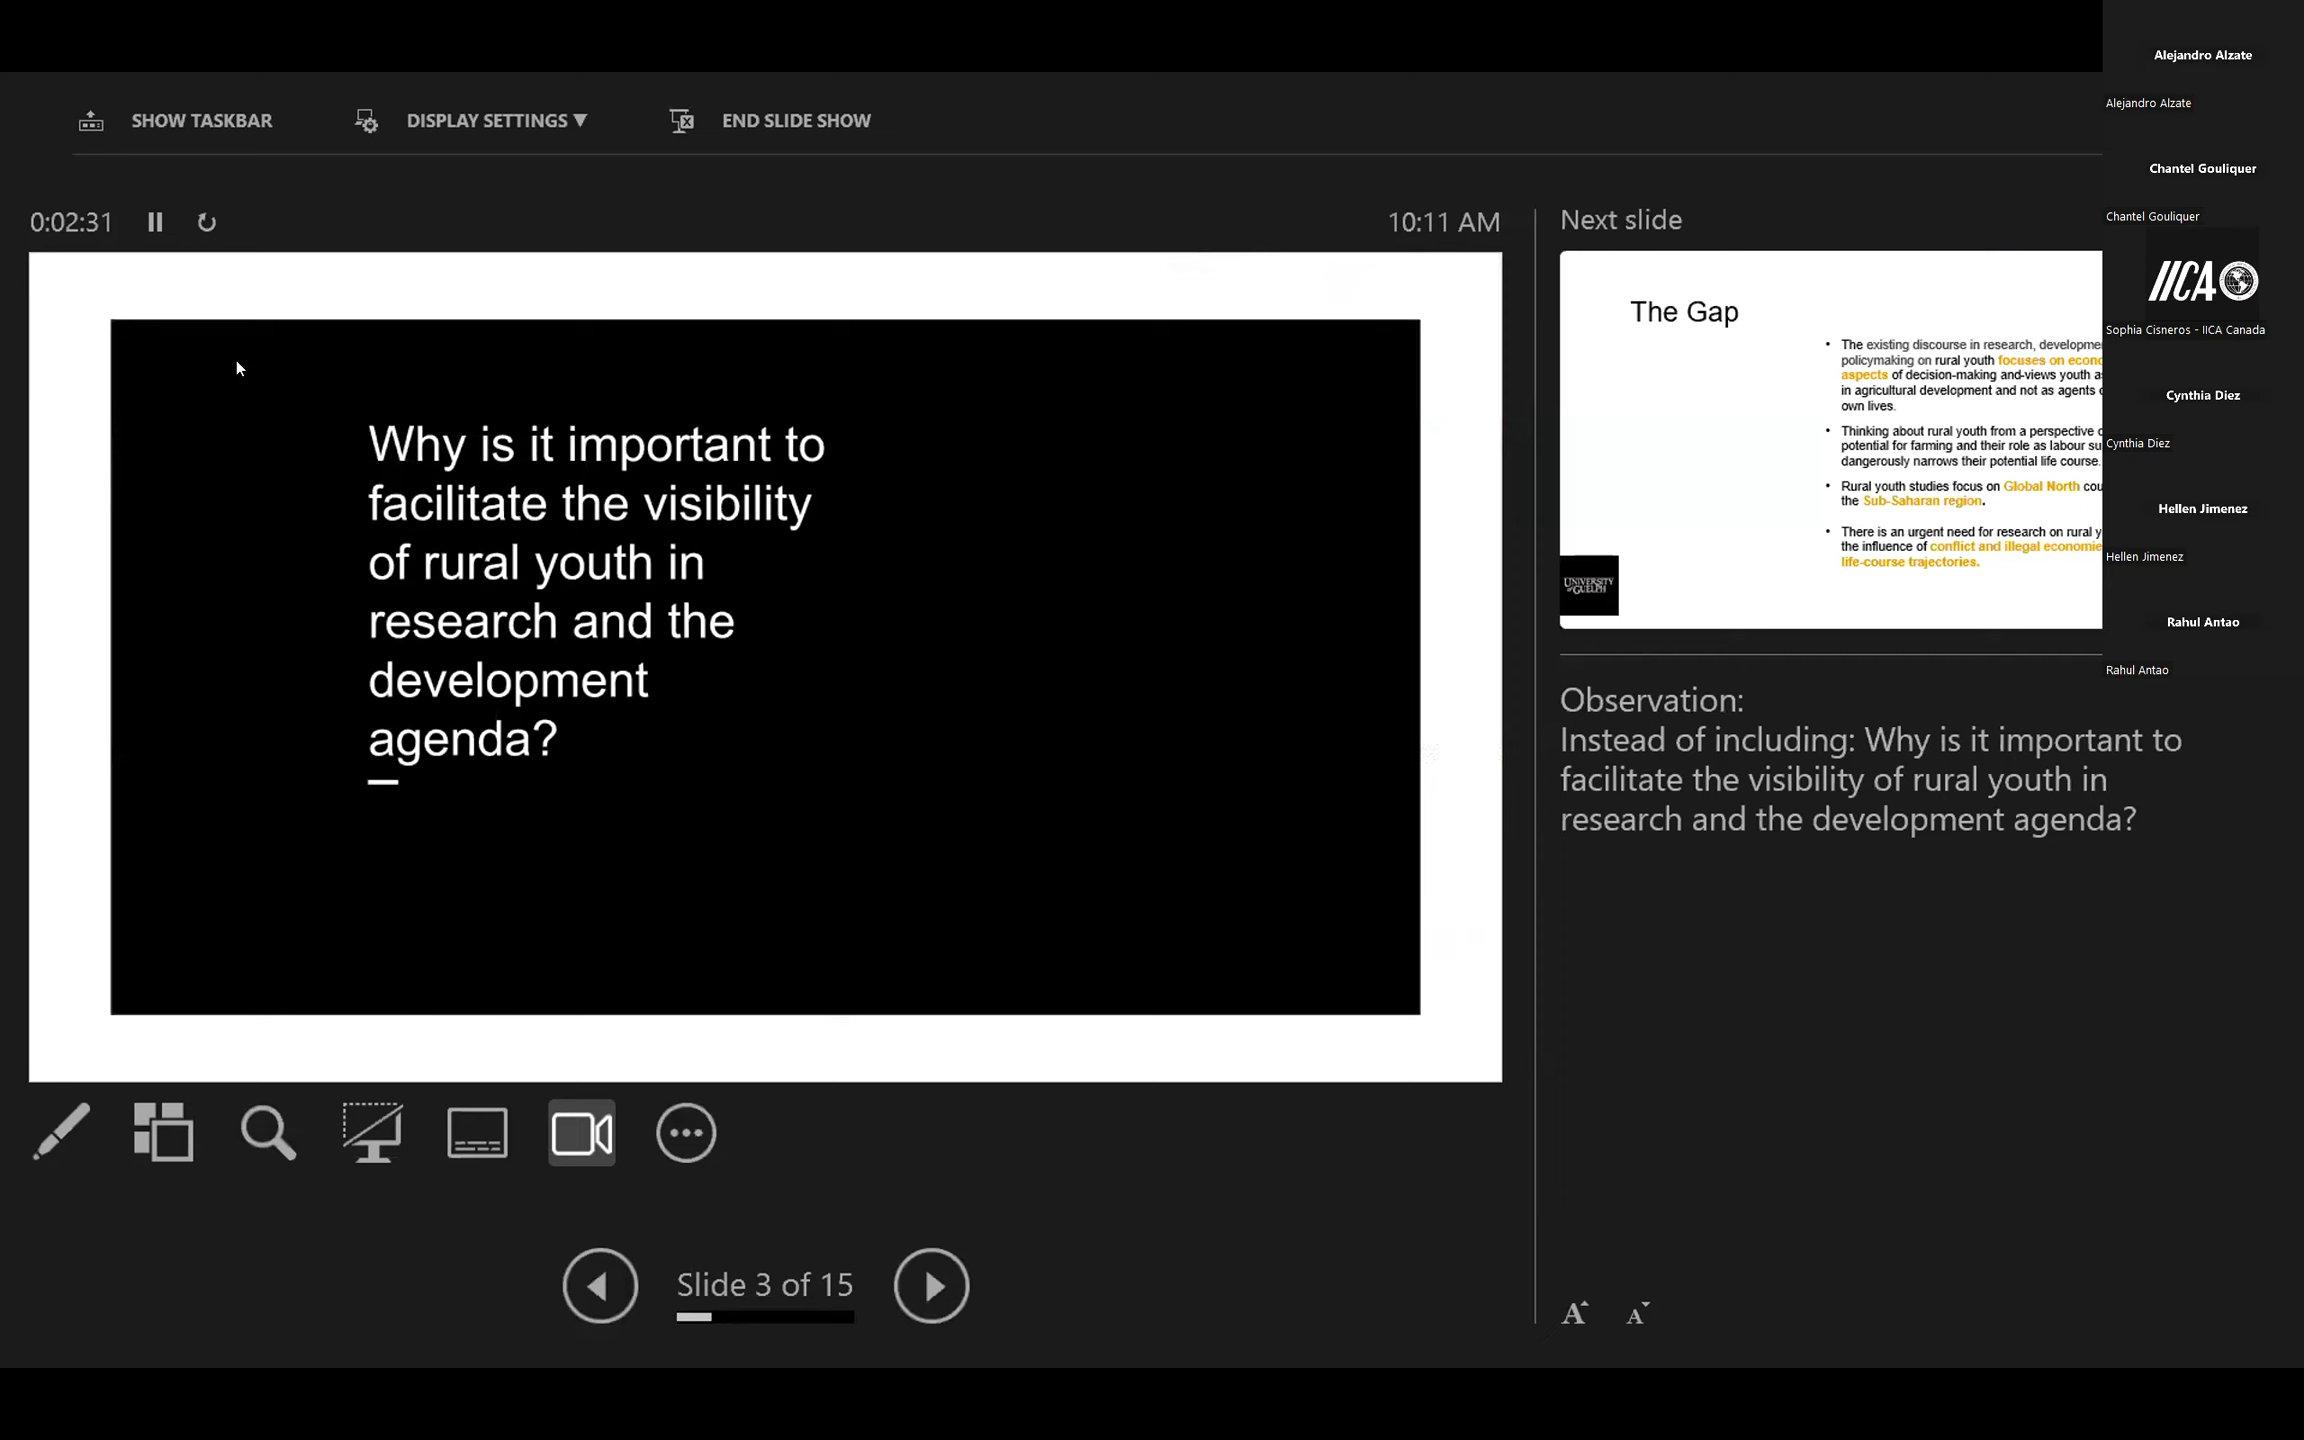 SHOW TASKBAR
DISPLAY SETTINGS ▼
END SLIDE SHOW
0:02:31
10:11 AM
Why is it important to
facilitate the visibility
of rural youth in
research and the
development
agenda?
Slide 3 of 15
Next slide
The Gap
• The existing discourse in research, developme
policymaking on rural youth focuses on econo
aspects of decision-making and-views youth a
in agricultural development and not as agents
own lives.
• Thinking about rural youth from a perspective
potential for farming and their role as labour su
dangerously narrows their potential life course.
• Rural youth studies focus on Global North cou
the Sub-Saharan region.
• There is an urgent need for research on rural y
the influence of conflict and illegal economie
life-course trajectories.
UNIVERSITY
OF GUELPH
Observation:
Instead of including: Why is it important to
facilitate the visibility of rural youth in
research and the development agenda?
A A
Alejandro Alzate
Alejandro Alzate
Chantel Gouliquer
Chantel Gouliquer
IICA
Sophia Cisneros - IICA Canada
Cynthia Diez
Cynthia Diez
Hellen Jimenez
Hellen Jimenez
Rahul Antao
Rahul Antao